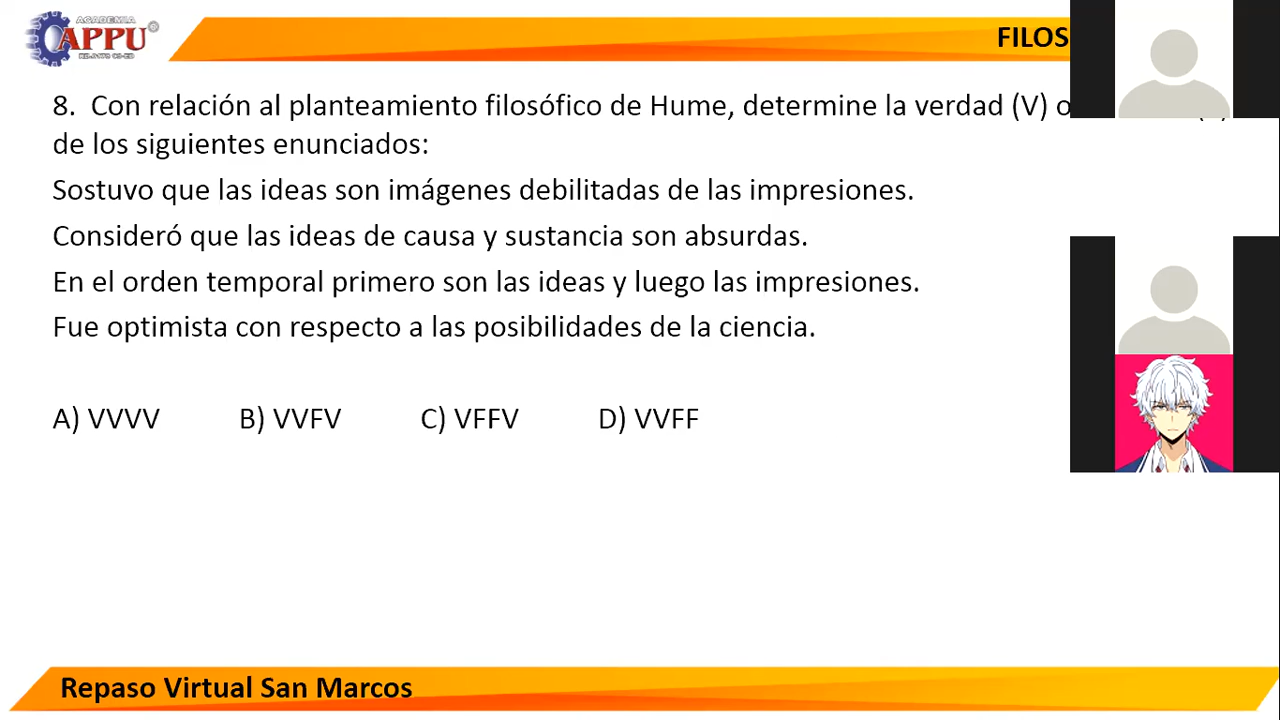 ACADEMIA
APPU
FILOS
8. Con relación al planteamiento filosófico de Hume, determine la verdad (V) o
de los siguientes enunciados:
Sostuvo que las ideas son imágenes debilitadas de las impresiones.
Consideró que las ideas de causa y sustancia son absurdas.
En el orden temporal primero son las ideas y luego las impresiones.
Fue optimista con respecto a las posibilidades de la ciencia.
A) VVVV B) VVFV C) VFFV D) VVFF
Repaso Virtual San Marcos